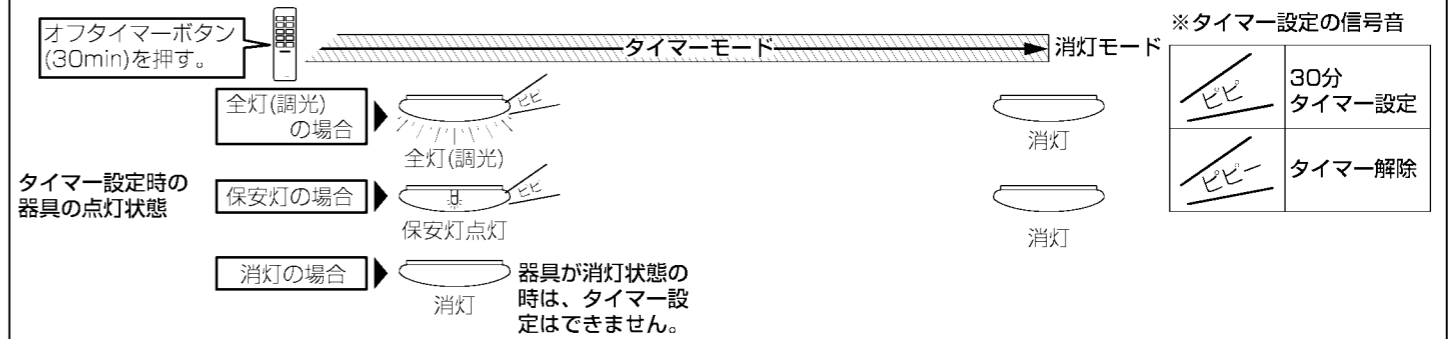 オフタイマーボタン
(30min)を押す。
タイマーモード
消灯モード
※タイマー設定の信号音
ピピ
30分
タイマー設定
ピピー
タイマー解除
タイマー設定時の
器具の点灯状態
全灯(調光)
の場合
ピピ
全灯(調光)
消灯
保安灯の場合
ピピ
保安灯点灯
消灯
消灯の場合
消灯
器具が消灯状態の
時は、タイマー設
定はできません。